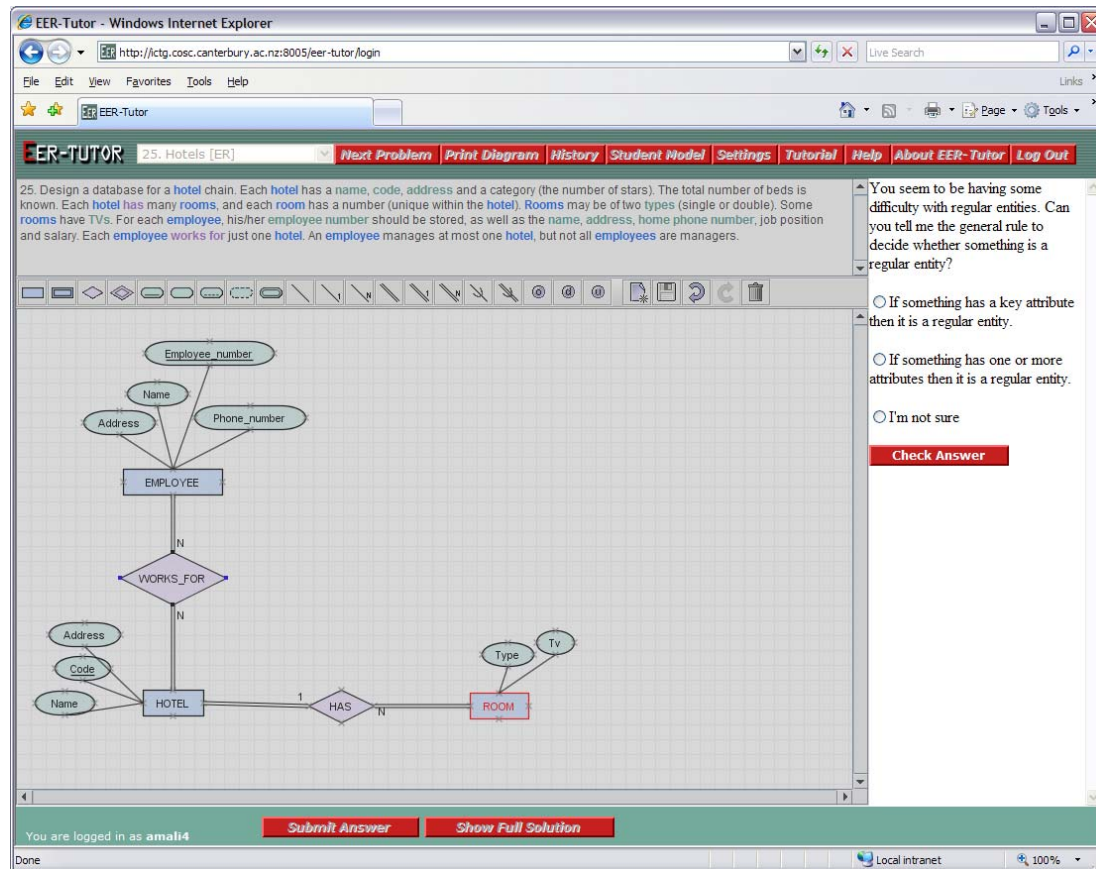 EER-Tutor - Windows Internet Explorer
http://ictg.cosc.canterbury.ac.nz:8005/eer-tutor/login
Live Search
File Edit View Favorites Tools Help
Links
EER-Tutor
Page Tools
EER-TUTOR 25. Hotels [ER] Next Problem Print Diagram History Student Model Settings Tutorial Help About EER-Tutor Log Out
25. Design a database for a hotel chain. Each hotel has a name, code, address and a category (the number of stars). The total number of beds is
known. Each hotel has many rooms, and each room has a number (unique within the hotel). Rooms may be of two types (single or double). Some
rooms have TVs. For each employee, his/her employee number should be stored, as well as the name, address, home phone number, job position
and salary. Each employee works for just one hotel. An employee manages at most one hotel, but not all employees are managers.
You seem to be having some
difficulty with regular entities. Can
you tell me the general rule to
decide whether something is a
regular entity?
If something has a key attribute
then it is a regular entity.
If something has one or more
attributes then it is a regular entity.
I'm not sure
Check Answer
1 N 1 N o d u
Employee_number
Name
Address
Phone_number
EMPLOYEE
N
WORKS_FOR
N
Address
Code
Name
HOTEL
1
HAS
N
Type
Tv
ROOM
You are logged in as amali4
Submit Answer Show Full Solution
Done
Local intranet
100%